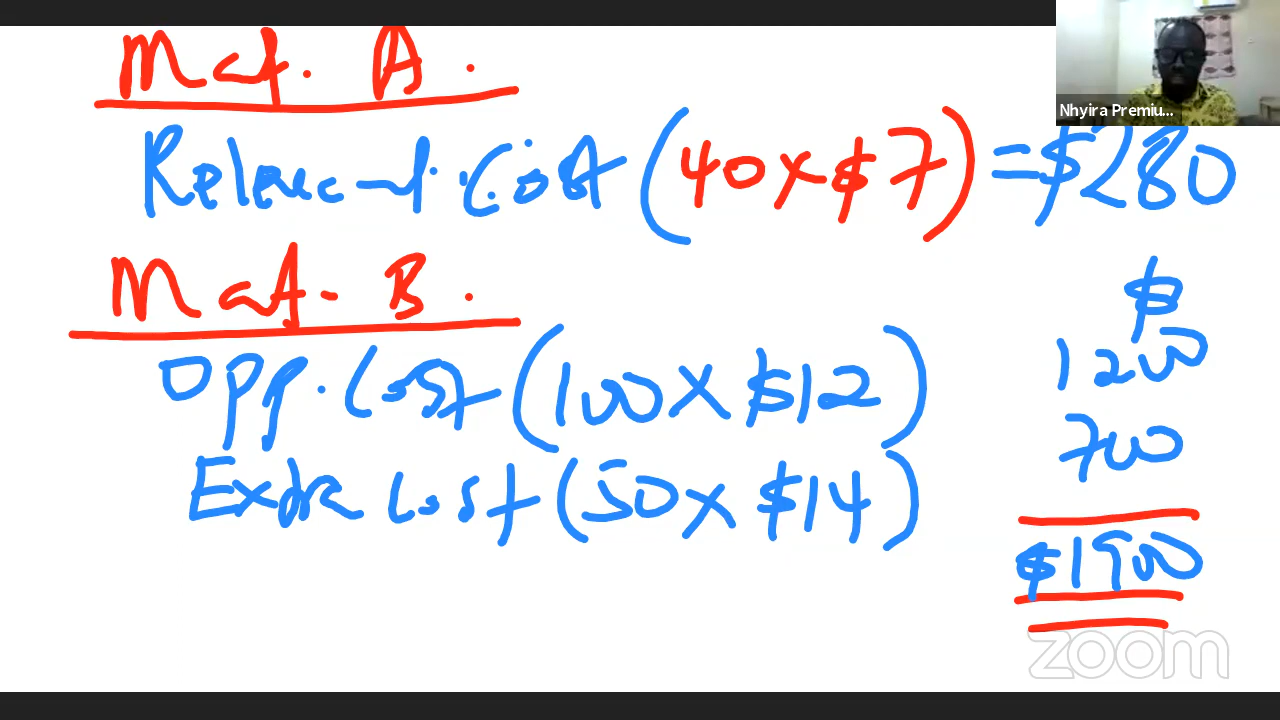 Mat. A.
Nhyira Premiu...
Relevant Cost (40 x $7) = $280
Mat. B.
$
Opp. Cost (100 x $12) 1200
Extra Cost (50 x $14) 700
$1900
zoom